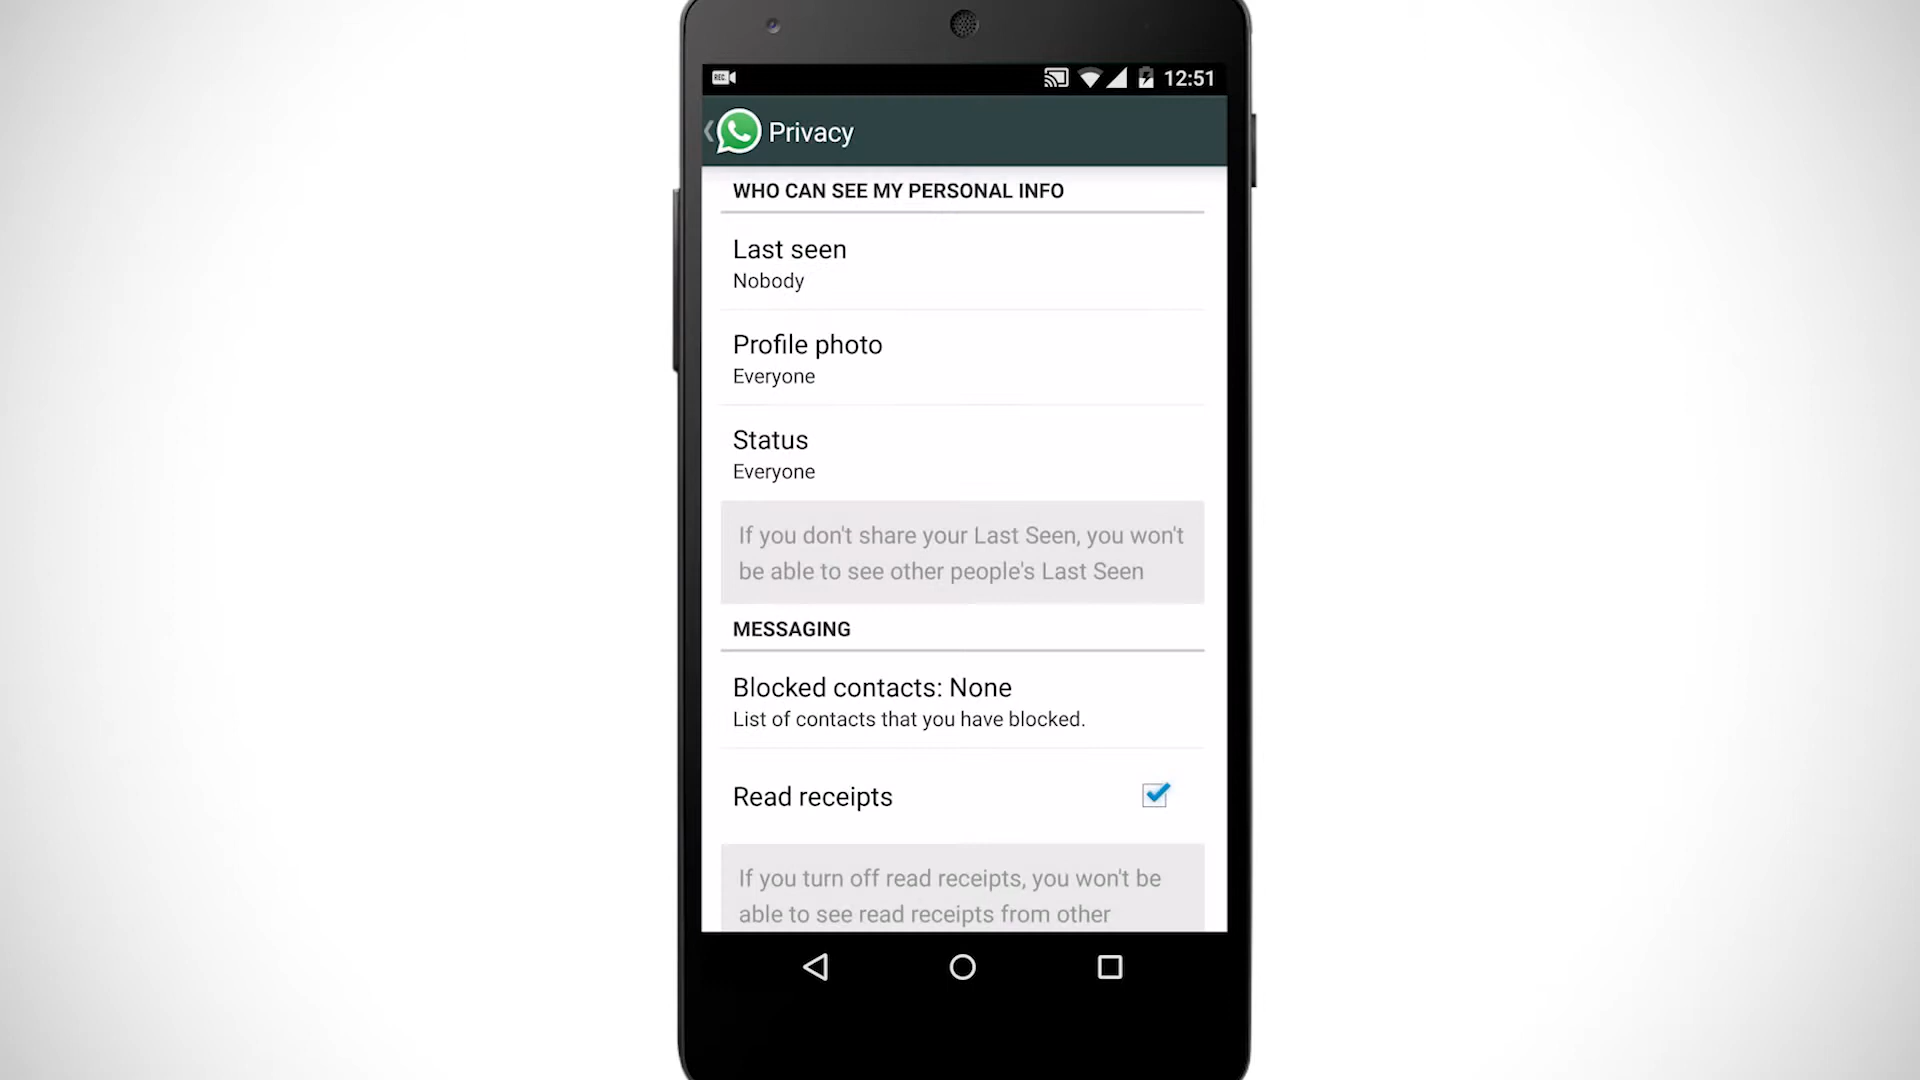 REC
12:51
Privacy
WHO CAN SEE MY PERSONAL INFO
Last seen
Nobody
Profile photo
Everyone
Status
Everyone
If you don't share your Last Seen, you won't
be able to see other people's Last Seen
MESSAGING
Blocked contacts: None
List of contacts that you have blocked.
Read receipts
If you turn off read receipts, you won't be
able to see read receipts from other